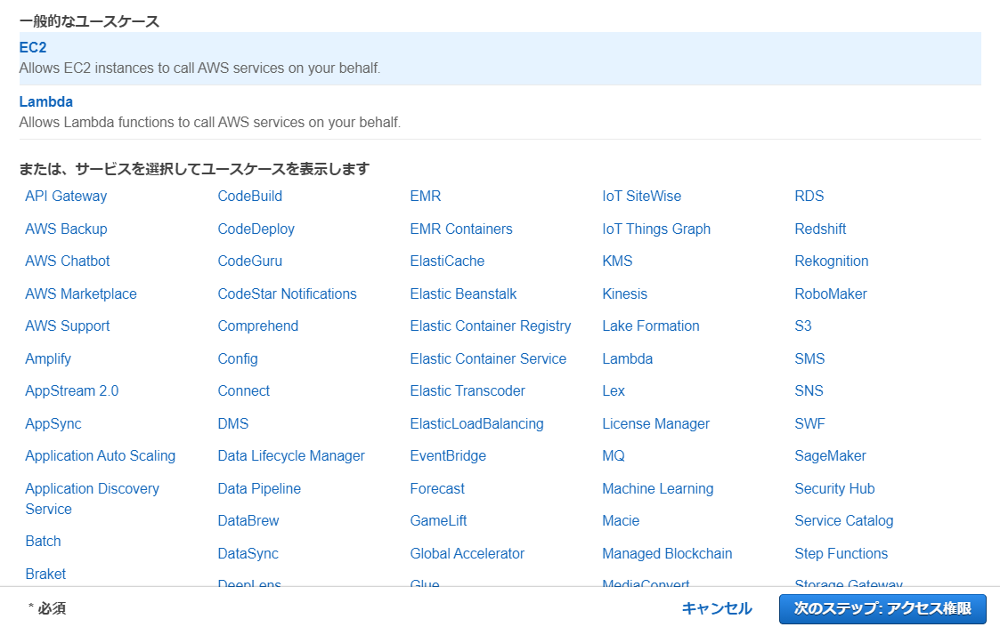 一般的なユースケース
EC2
Allows EC2 instances to call AWS services on your behalf.
Lambda
Allows Lambda functions to call AWS services on your behalf.
または、サービスを選択してユースケースを表示します
API Gateway
AWS Backup
AWS Chatbot
AWS Marketplace
AWS Support
Amplify
AppStream 2.0
AppSync
Application Auto Scaling
Application Discovery
Service
Batch
Braket
CodeBuild
CodeDeploy
CodeGuru
CodeStar Notifications
Comprehend
Config
Connect
DMS
Data Lifecycle Manager
Data Pipeline
DataBrew
DataSync
DeepLens
EMR
EMR Containers
ElastiCache
Elastic Beanstalk
Elastic Container Registry
Elastic Container Service
Elastic Transcoder
ElasticLoadBalancing
EventBridge
Forecast
GameLift
Global Accelerator
Glue
IoT SiteWise
IoT Things Graph
KMS
Kinesis
Lake Formation
Lambda
Lex
License Manager
MQ
Machine Learning
Macie
Managed Blockchain
MediaConvert
RDS
Redshift
Rekognition
RoboMaker
S3
SMS
SNS
SWF
SageMaker
Security Hub
Service Catalog
Step Functions
Storage Gateway
* 必須
キャンセル
次のステップ: アクセス権限